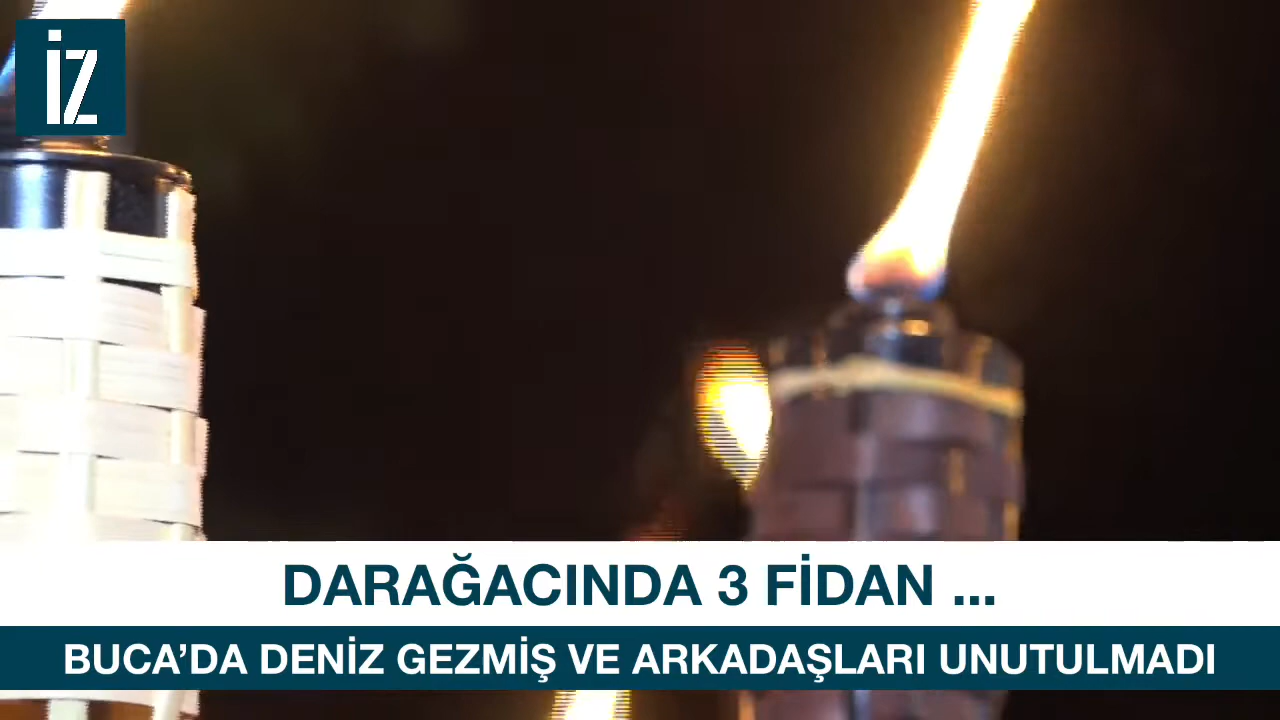 İZ
DARAĞACINDA 3 FİDAN ...
BUCA’DA DENİZ GEZMİŞ VE ARKADAŞLARI UNUTULMADI